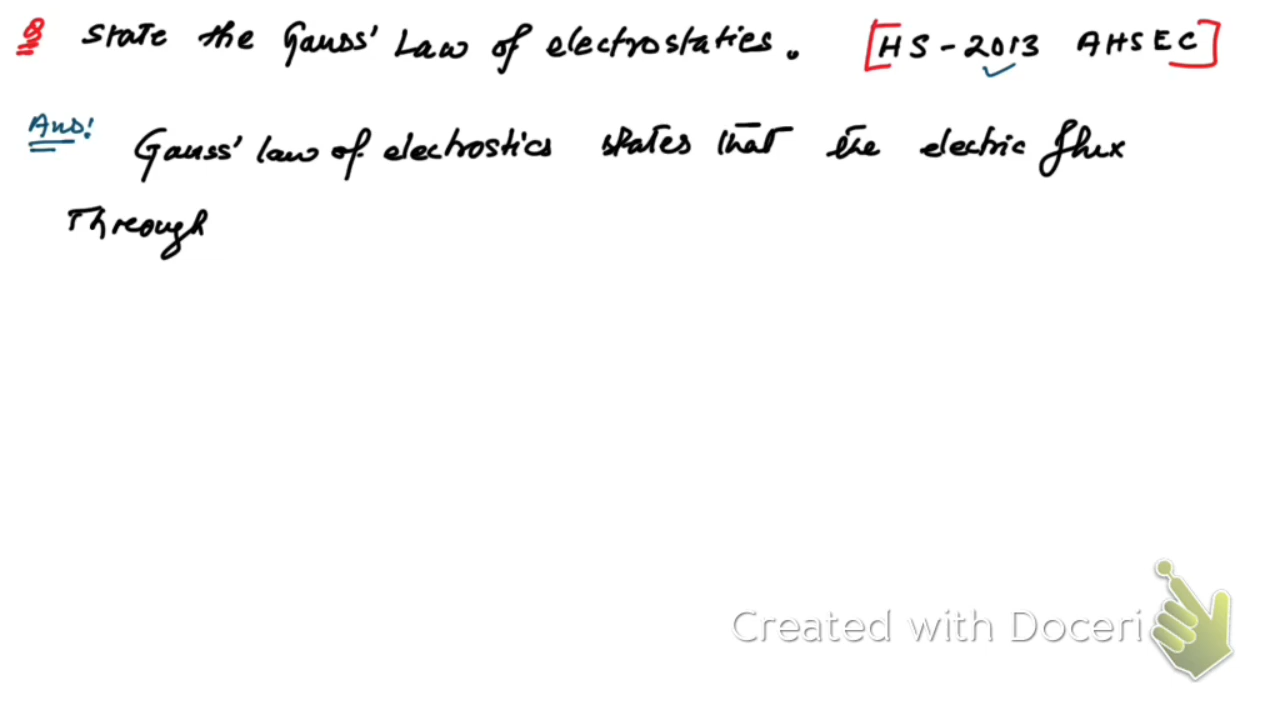 Q State the Gauss' Law of electrostatics. [HS - 2013 AHSEC]
Ans: Gauss' law of electrostics states that the electric flux
Through
Created with Doceri